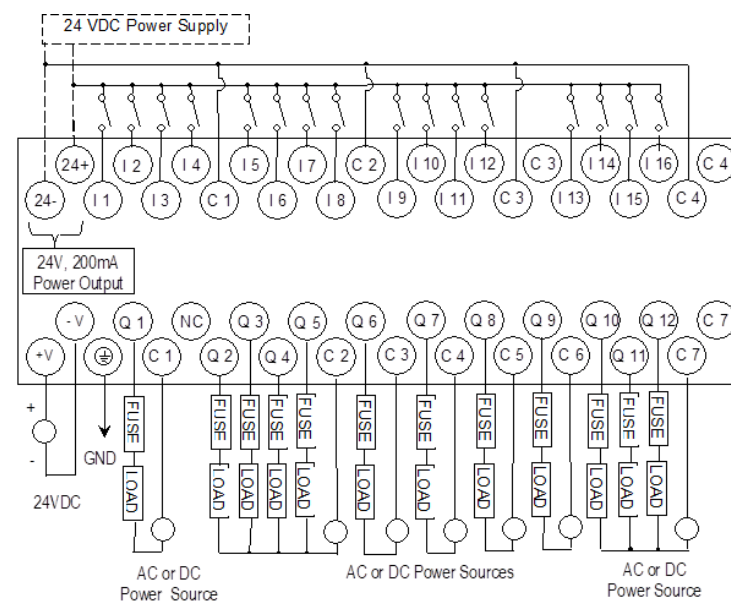 24 VDC Power Supply
24+ I 2 I 4 I 5 I 7 C 2 I 10 I 12 C 3 I 14 I 16 C 4
24- I 1 I 3 C 1 I 6 I 8 I 9 I 11 C 3 I 13 I 15 C 4
24V, 200mA
Power Output
- V Q 1 NC Q 3 Q 5 Q 6 Q 7 Q 8 Q 9 Q 10 Q 12 C 7
+V C 1 Q 2 Q 4 C 2 C 3 C 4 C 5 C 6 Q 11 C 7
+
-
24VDC
GND
FUSE FUSE FUSE FUSE FUSE FUSE FUSE FUSE FUSE FUSE FUSE FUSE
LOAD LOAD LOAD LOAD LOAD LOAD LOAD LOAD LOAD LOAD LOAD LOAD
AC or DC
Power Source
AC or DC Power Sources
AC or DC
Power Source